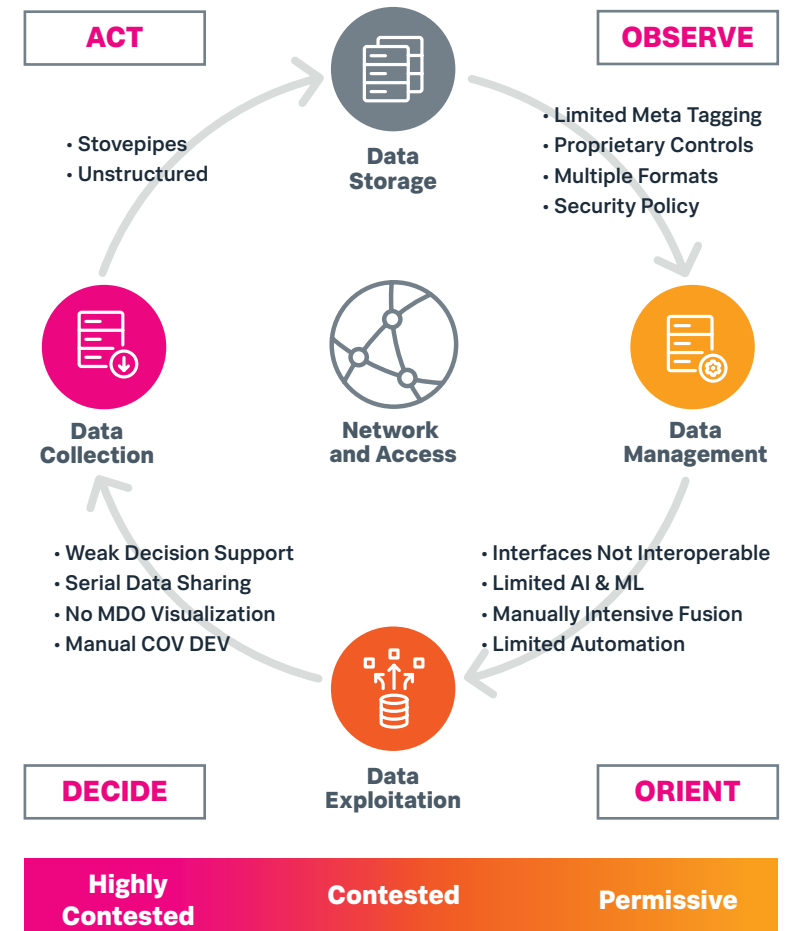 ACT
OBSERVE
• Stovepipes
• Unstructured
Data
Storage
• Limited Meta Tagging
• Proprietary Controls
• Multiple Formats
• Security Policy
Data
Collection
Network
and Access
Data
Management
• Weak Decision Support
• Serial Data Sharing
• No MDO Visualization
• Manual COV DEV
• Interfaces Not Interoperable
• Limited AI & ML
• Manually Intensive Fusion
• Limited Automation
Data
Exploitation
DECIDE
ORIENT
Highly
Contested
Contested
Permissive